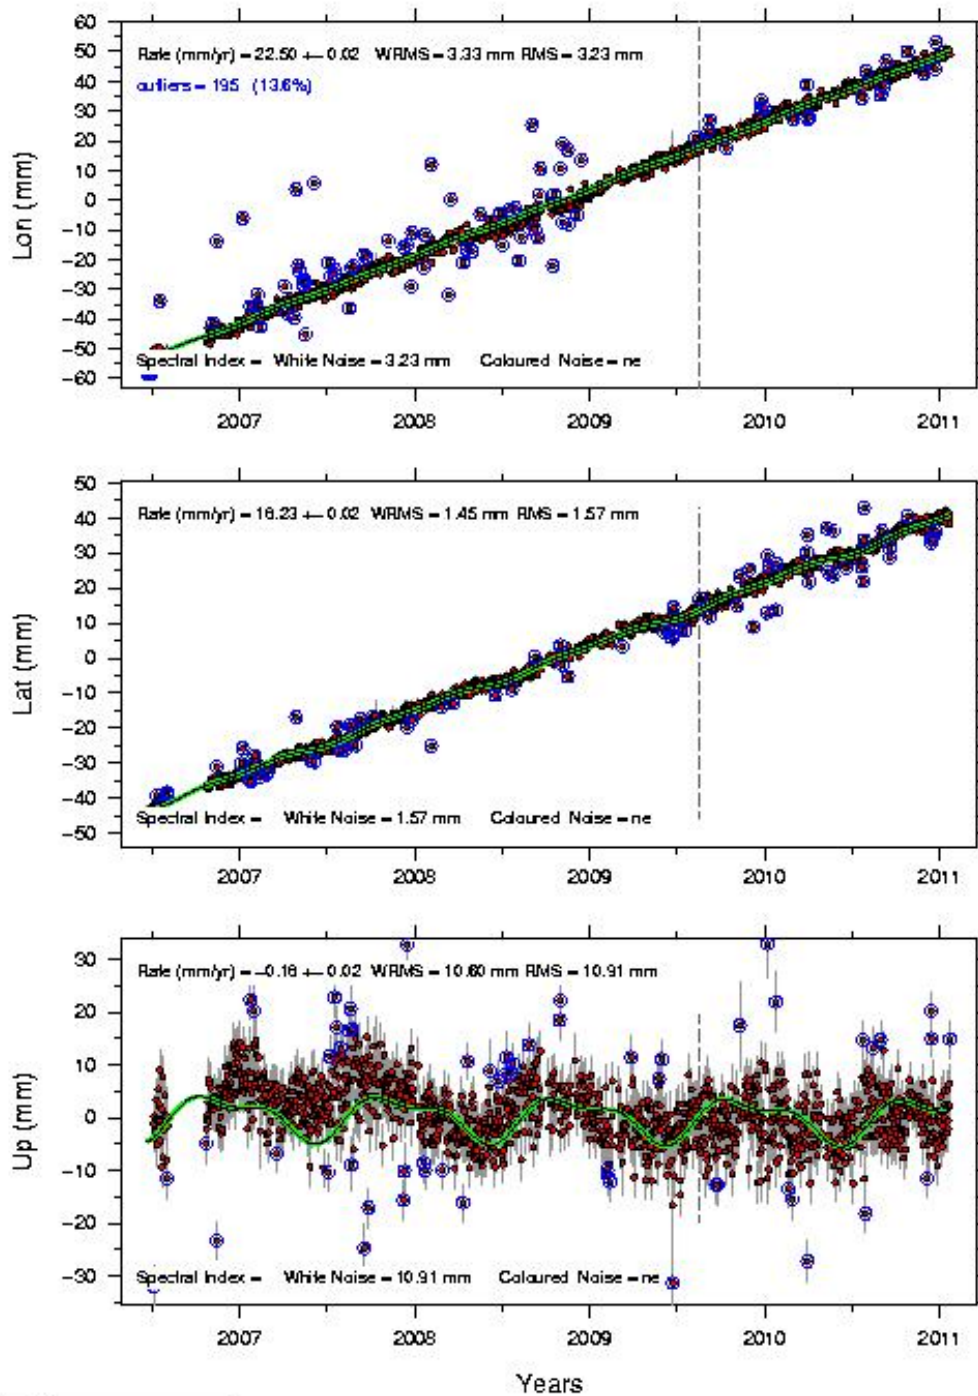 60
50
40
30
20
10
0
−10
−20
−30
−40
−50
−60
Lon (mm)
Rate (mm/yr) = 22.50 +− 0.02 WRMS = 3.33 mm RMS = 3.23 mm
outliers = 195 (13.6%)
Spectral Index = White Noise = 3.23 mm Coloured Noise = ne
2007 2008 2009 2010 2011
50
40
30
20
10
0
−10
−20
−30
−40
−50
Lat (mm)
Rate (mm/yr) = 16.23 +− 0.02 WRMS = 1.45 mm RMS = 1.57 mm
Spectral Index = White Noise = 1.57 mm Coloured Noise = ne
2007 2008 2009 2010 2011
30
20
10
0
−10
−20
−30
Up (mm)
Rate (mm/yr) = −0.16 +− 0.02 WRMS = 10.60 mm RMS = 10.91 mm
Spectral Index = White Noise = 10.91 mm Coloured Noise = ne
2007 2008 2009 2010 2011
Years